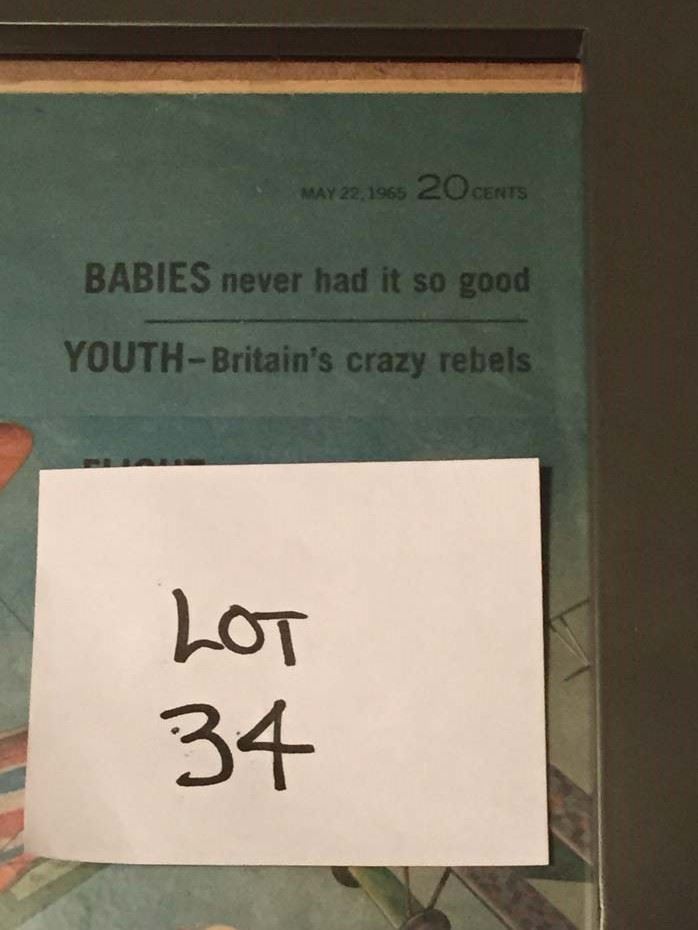 MAY 22, 1965 20 CENTS
BABIES never had it so good
YOUTH–Britain's crazy rebels
LOT
34